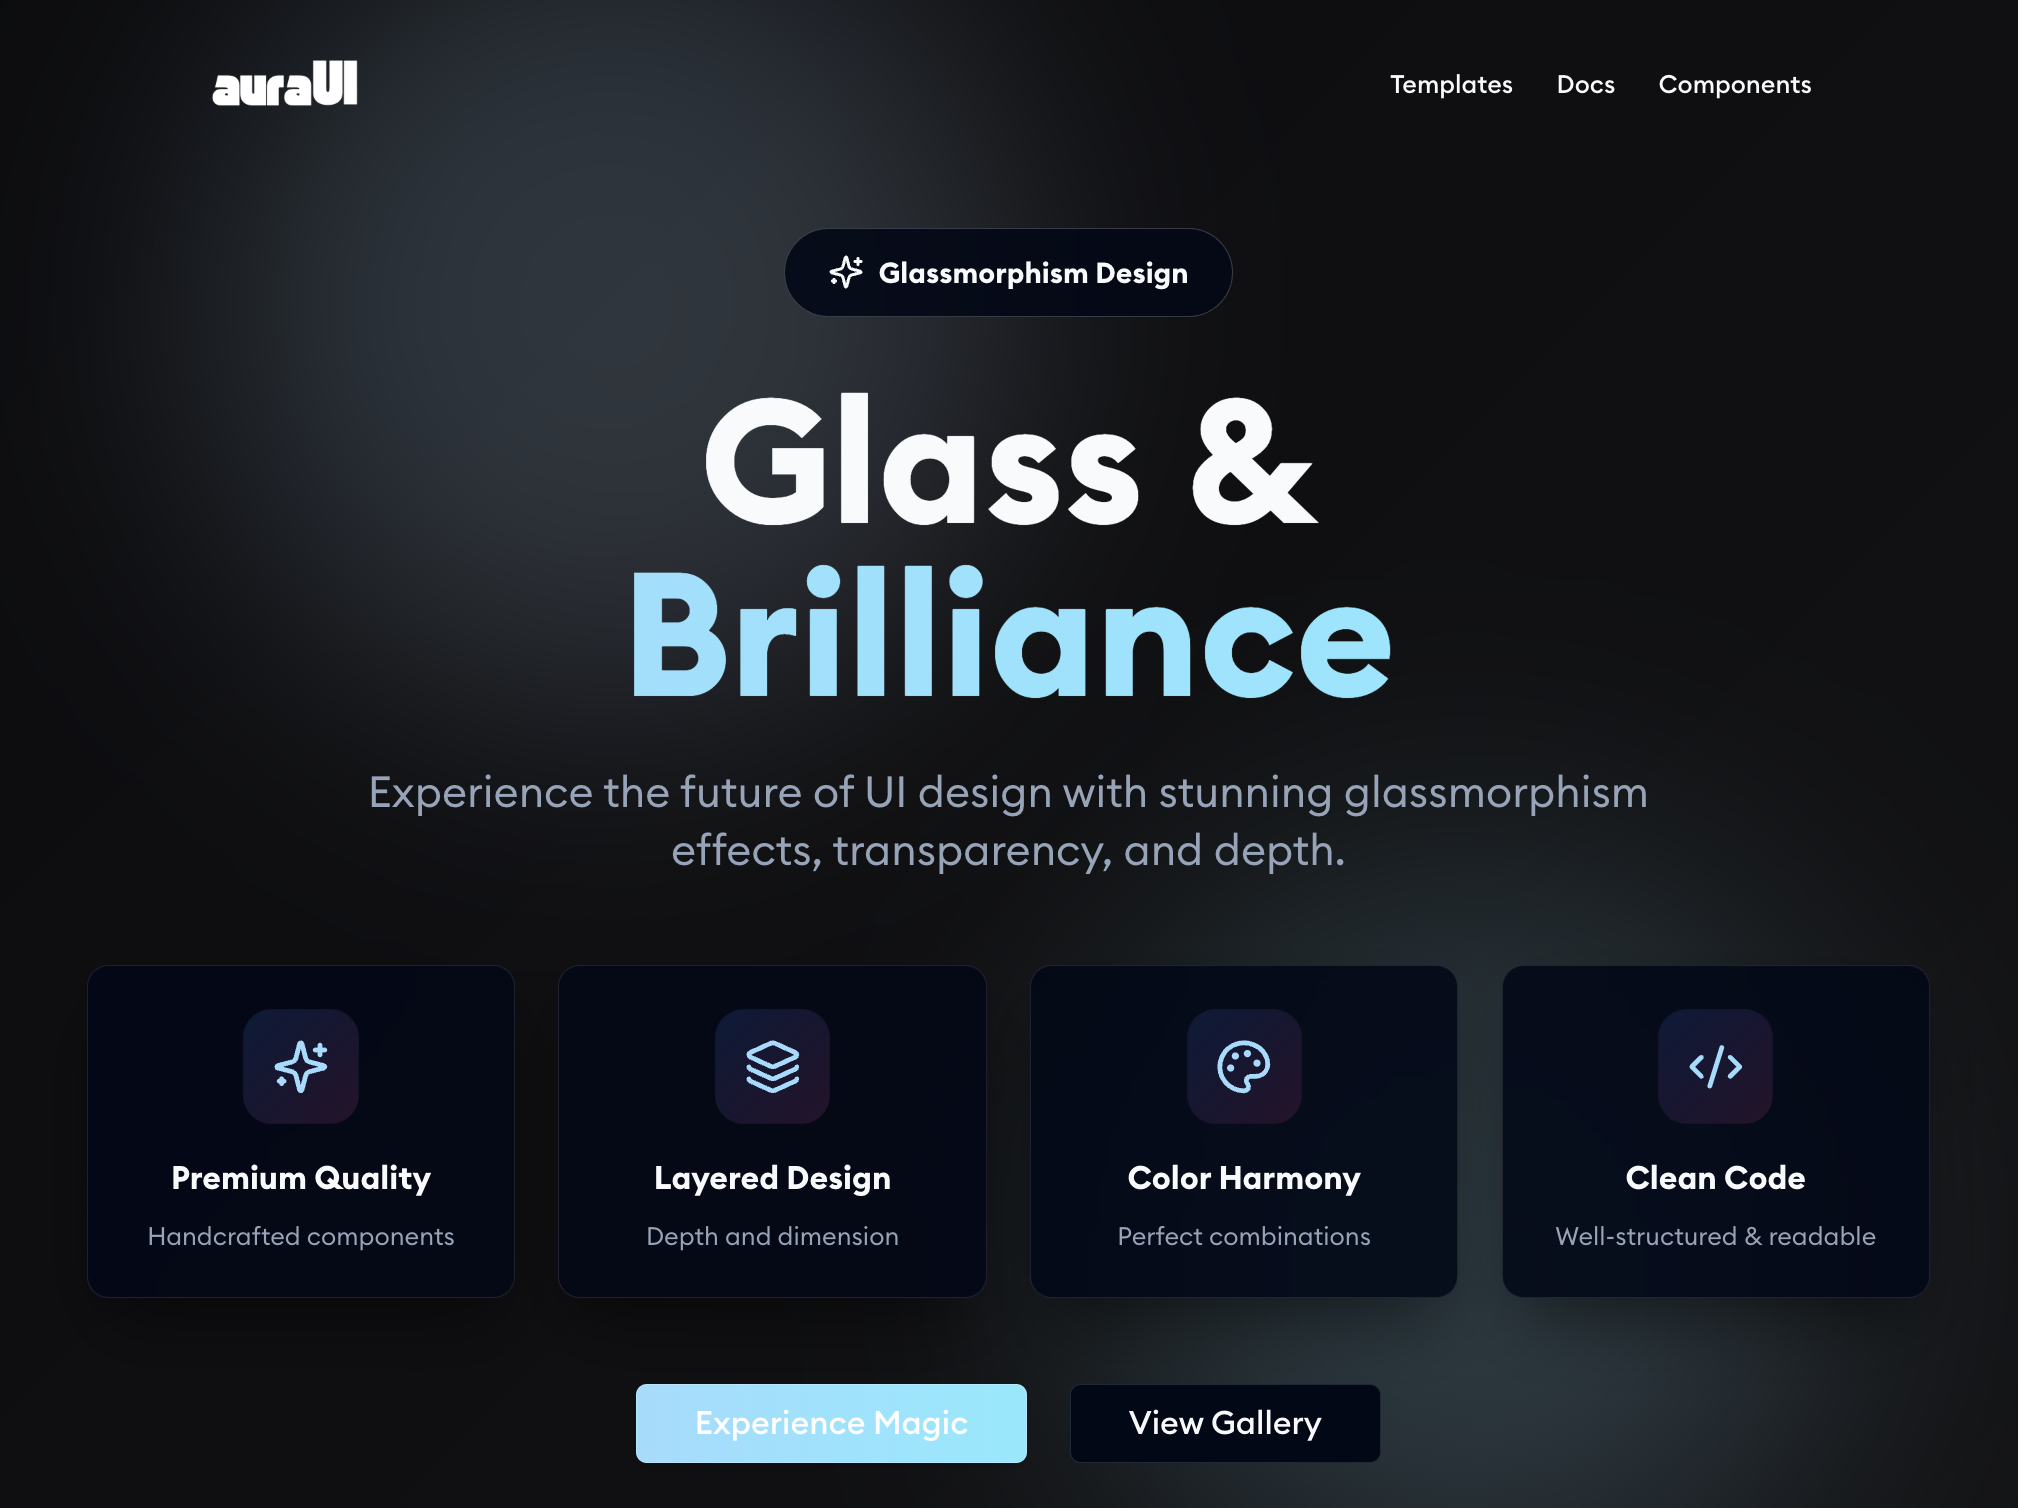 auraUI
Templates
Docs
Components
Glassmorphism Design
Glass &
Brilliance
Experience the future of UI design with stunning glassmorphism
effects, transparency, and depth.
Premium Quality
Handcrafted components
Layered Design
Depth and dimension
Color Harmony
Perfect combinations
Clean Code
Well-structured & readable
Experience Magic
View Gallery